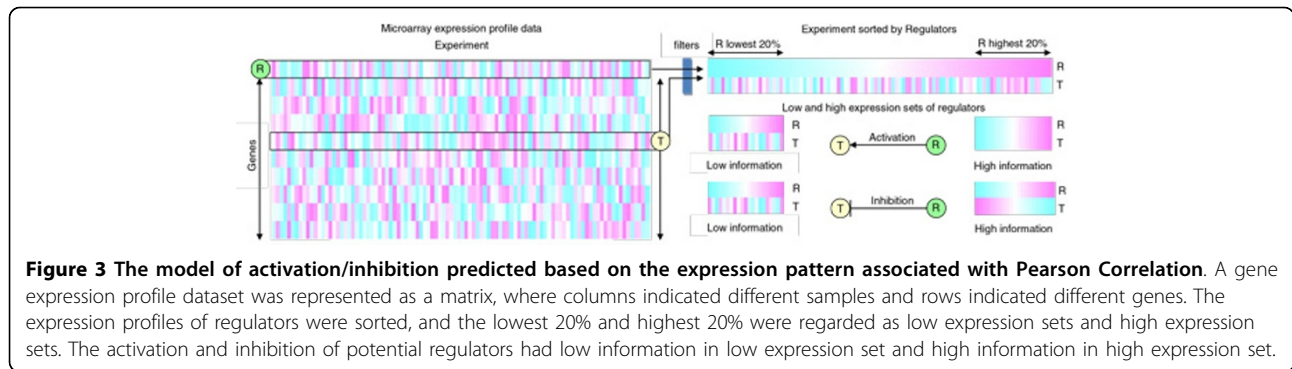 Microarray expression profile data
Experiment
R
Genes
T
filters
Experiment sorted by Regulators
R lowest 20%
R highest 20%
R
T
Low and high expression sets of regulators
R
T
Low information
T
Activation
R
R
T
High information
R
T
Low information
T
Inhibition
R
R
T
High information
Figure 3 The model of activation/inhibition predicted based on the expression pattern associated with Pearson Correlation. A gene
expression profile dataset was represented as a matrix, where columns indicated different samples and rows indicated different genes. The
expression profiles of regulators were sorted, and the lowest 20% and highest 20% were regarded as low expression sets and high expression
sets. The activation and inhibition of potential regulators had low information in low expression set and high information in high expression set.